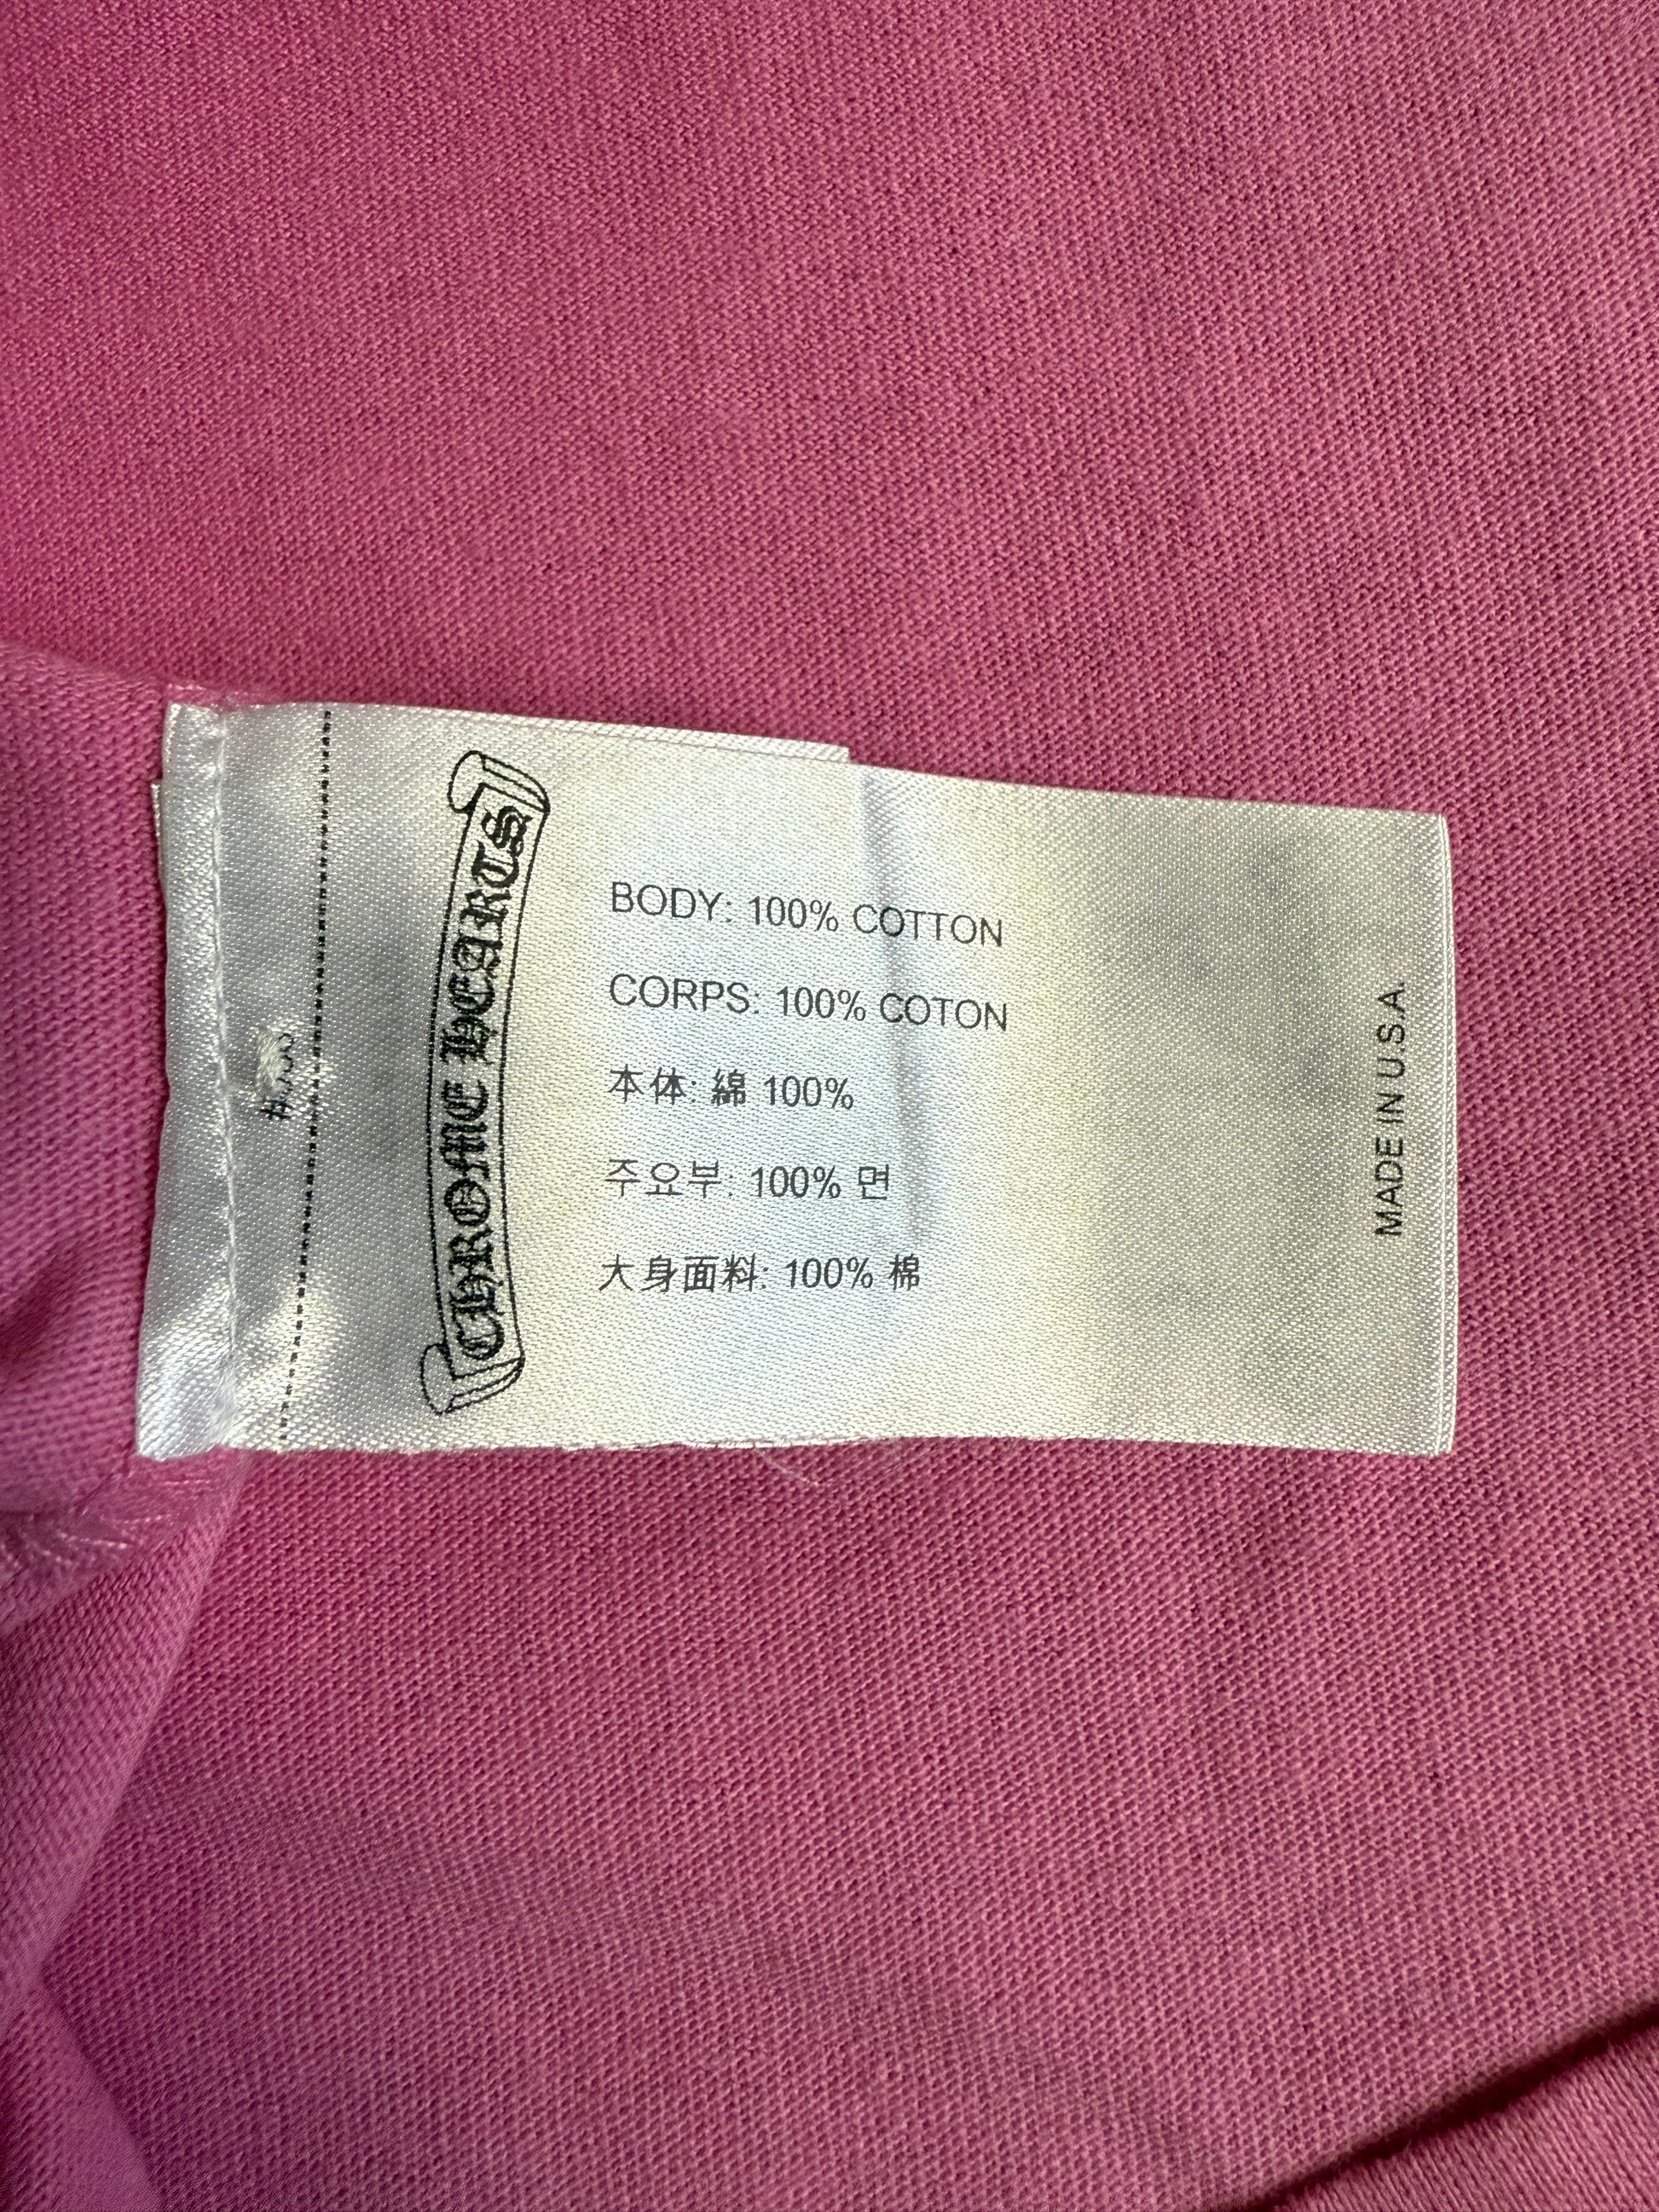 CHROME HEARTS
BODY: 100% COTTON
CORPS: 100% COTON
本体: 綿 100%
주요부: 100% 면
大身面料: 100% 棉
MADE IN U.S.A.